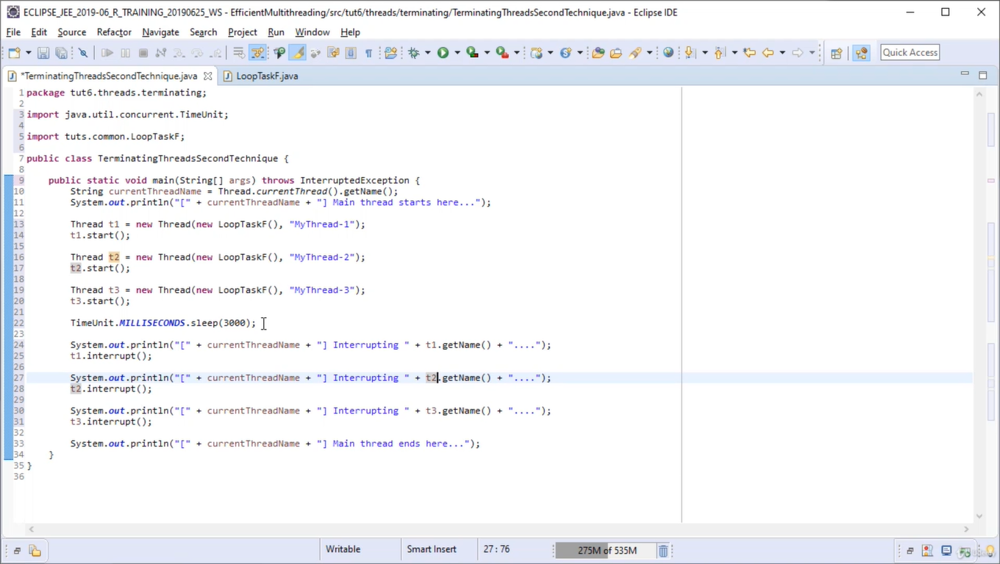 ECLIPSE_JEE_2019-06_R_TRAINING_20190625_WS - EfficientMultithreading/src/tut6/threads/terminating/TerminatingThreadsSecondTechnique.java - Eclipse IDE
File Edit Source Refactor Navigate Search Project Run Window Help
Quick Access
*TerminatingThreadsSecondTechnique.java LoopTaskF.java
1 package tut6.threads.terminating;
2
3 import java.util.concurrent.TimeUnit;
4
5 import tuts.common.LoopTaskF;
6
7 public class TerminatingThreadsSecondTechnique {
8
9 public static void main(String[] args) throws InterruptedException {
10 String currentThreadName = Thread.currentThread().getName();
11 System.out.println("[" + currentThreadName + "] Main thread starts here...");
12
13 Thread t1 = new Thread(new LoopTaskF(), "MyThread-1");
14 t1.start();
15
16 Thread t2 = new Thread(new LoopTaskF(), "MyThread-2");
17 t2.start();
18
19 Thread t3 = new Thread(new LoopTaskF(), "MyThread-3");
20 t3.start();
21
22 TimeUnit.MILLISECONDS.sleep(3000);
23
24 System.out.println("[" + currentThreadName + "] Interrupting " + t1.getName() + "....");
25 t1.interrupt();
26
27 System.out.println("[" + currentThreadName + "] Interrupting " + t2.getName() + "....");
28 t2.interrupt();
29
30 System.out.println("[" + currentThreadName + "] Interrupting " + t3.getName() + "....");
31 t3.interrupt();
32
33 System.out.println("[" + currentThreadName + "] Main thread ends here...");
34 }
35 }
36
Writable Smart Insert 27 : 76 275M of 535M